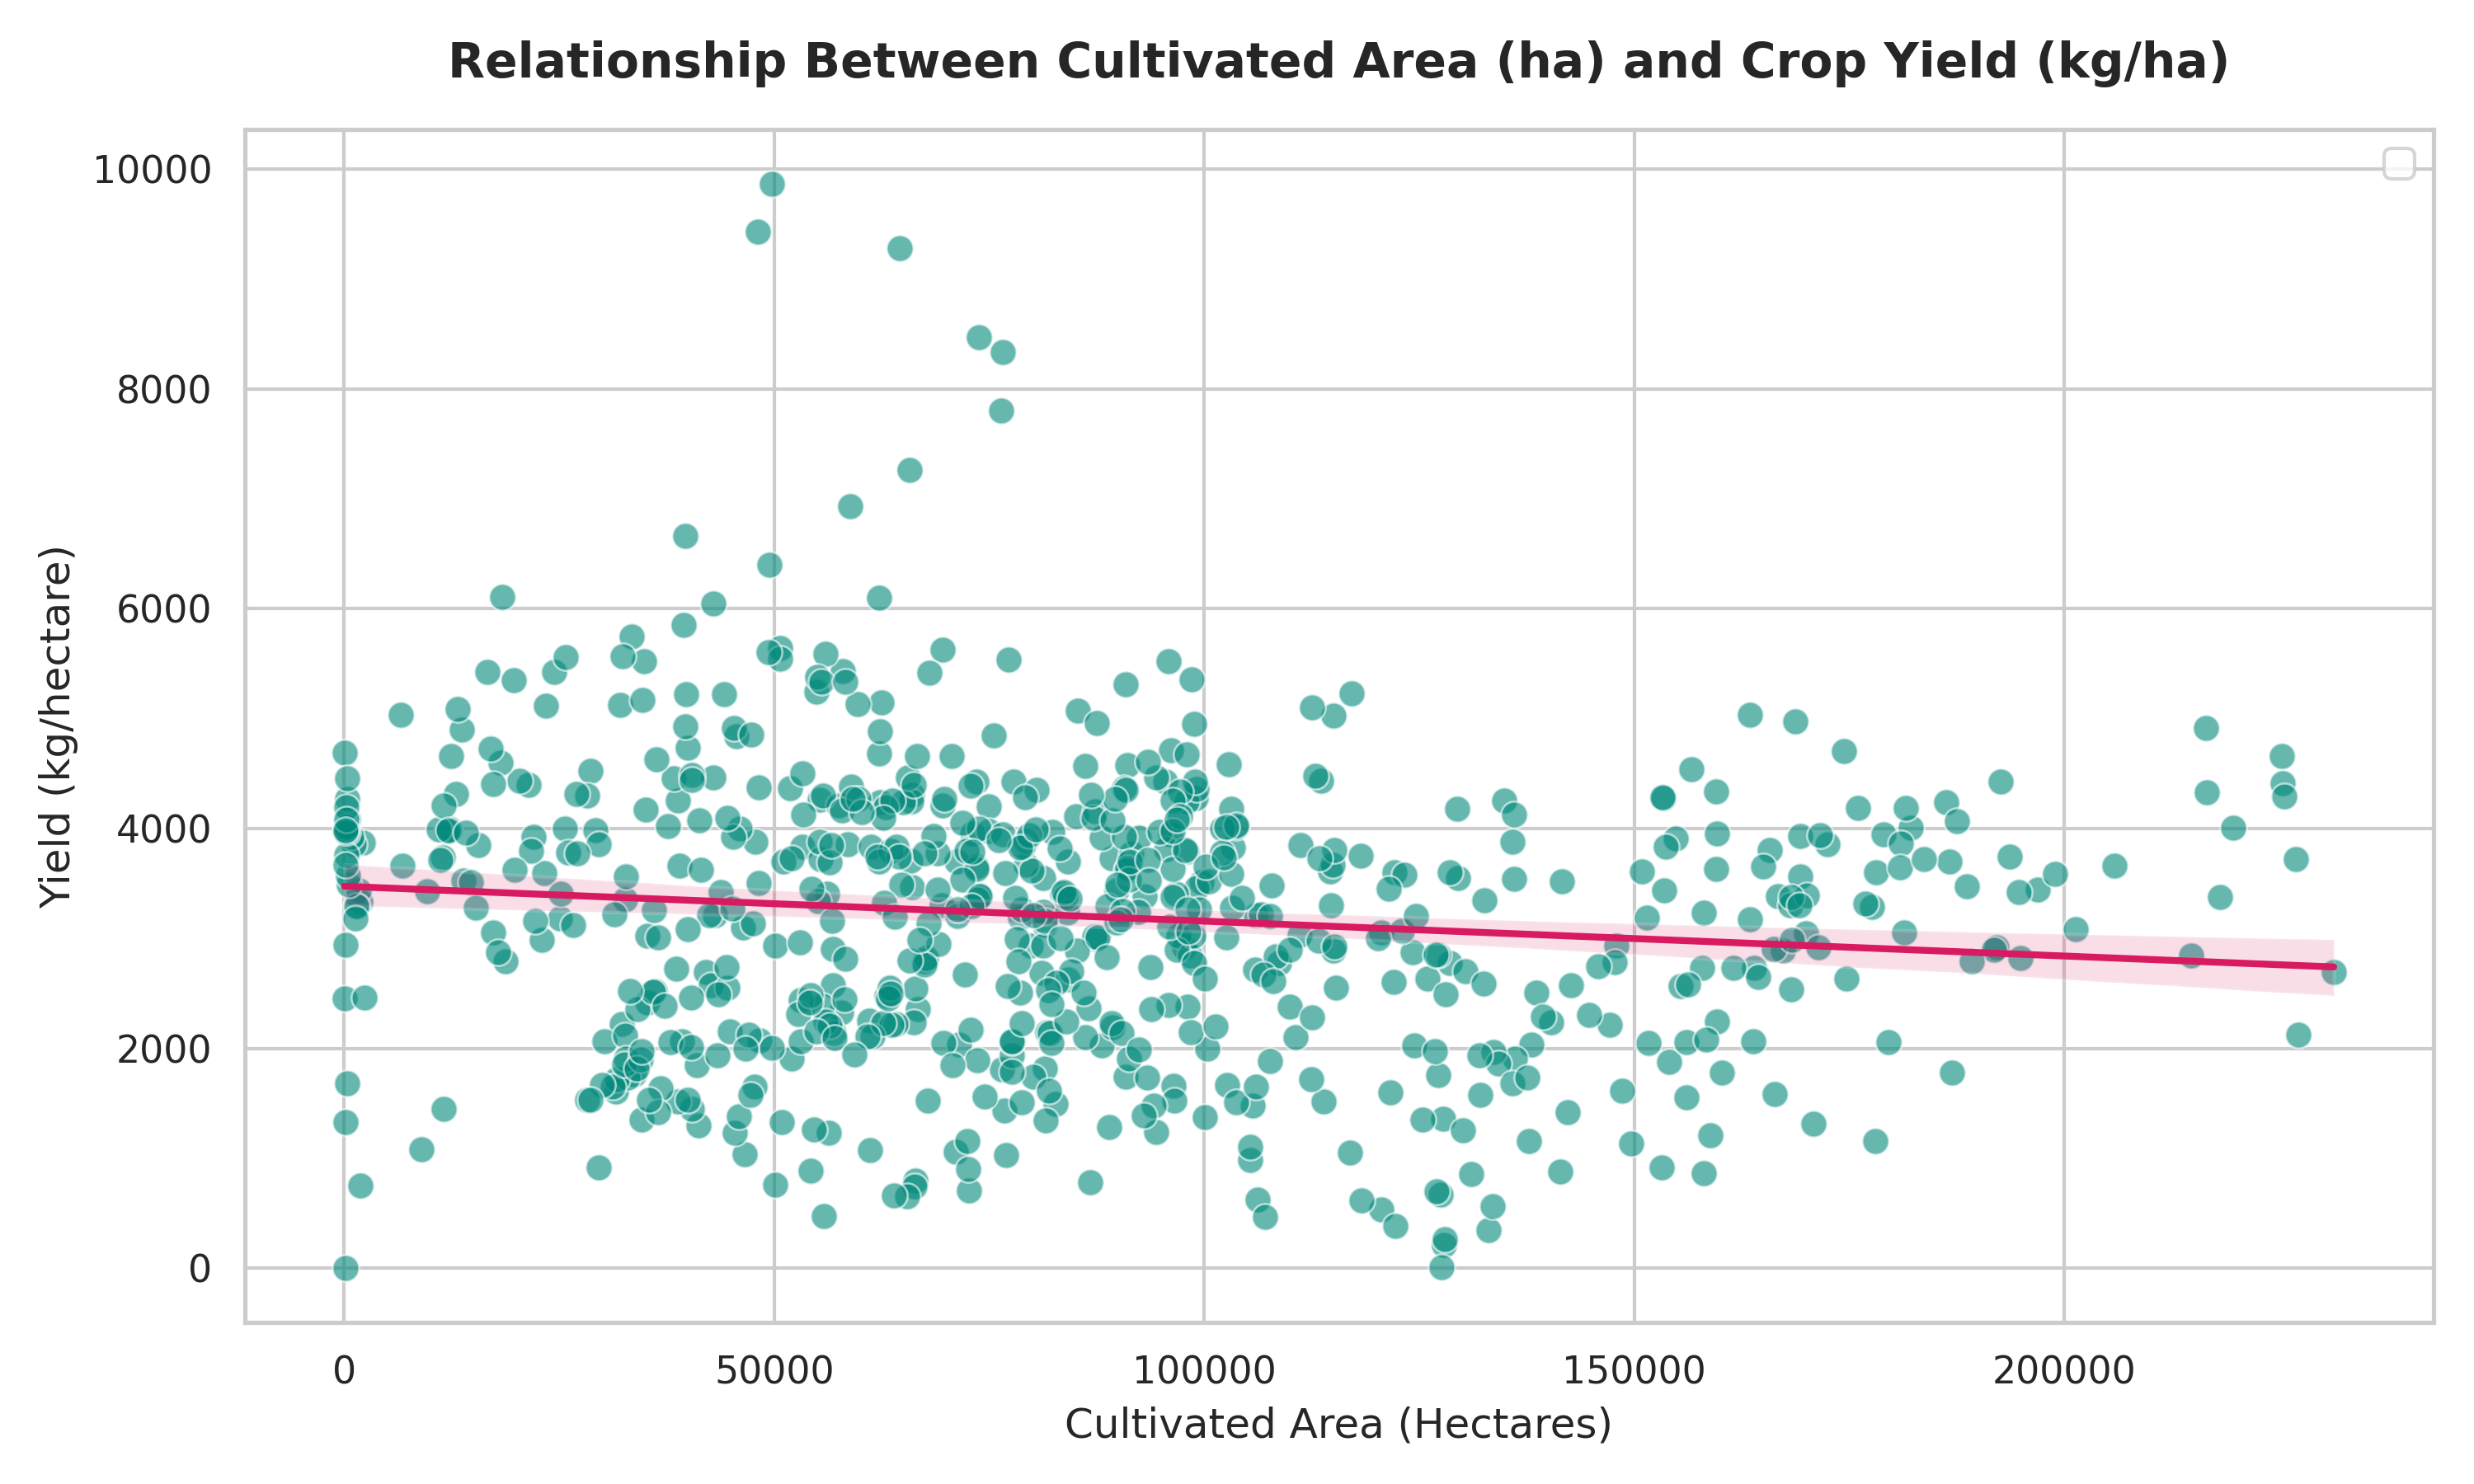 Relationship Between Cultivated Area (ha) and Crop Yield (kg/ha)
10000
8000
6000
4000
2000
0
Yield (kg/hectare)
0 50000 100000 150000 200000
Cultivated Area (Hectares)